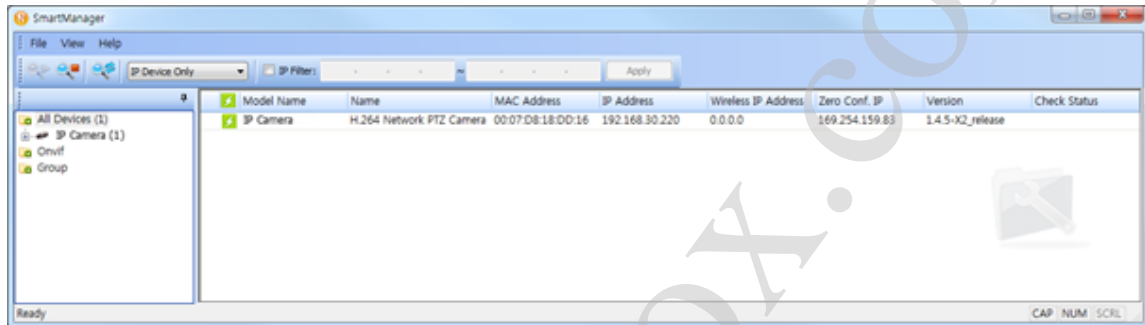 SmartManager
File View Help
IP Device Only IP Filter: . . . ~ . . . Apply
Model Name Name MAC Address IP Address Wireless IP Address Zero Conf. IP Version Check Status
All Devices (1)
IP Camera H.264 Network PTZ Camera 00:07:D8:18:DD:16 192.168.30.220 0.0.0.0 169.254.159.83 1.4.5-X2_release
IP Camera (1)
Onvif
Group
Ready CAP NUM SCRL